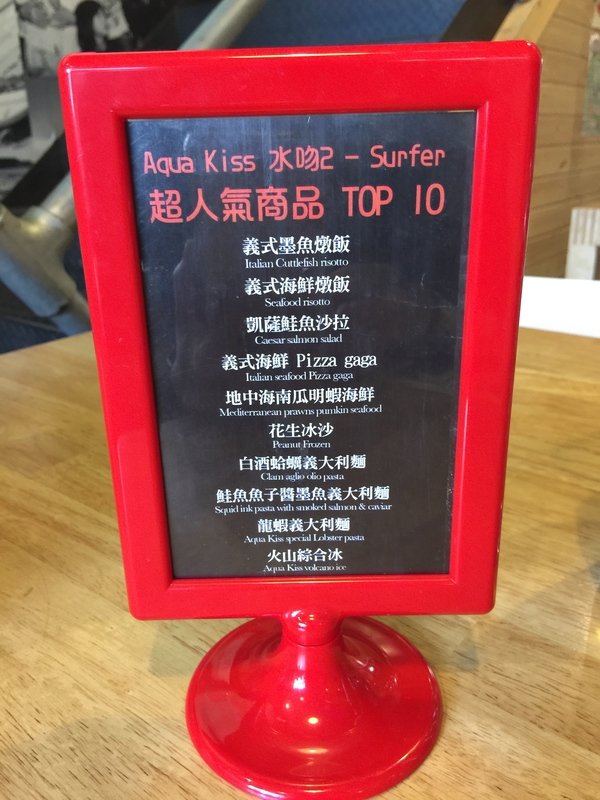 Aqua Kiss 水吻2 - Surfer
超人氣商品 TOP 10
義式墨魚燉飯
Italian Cuttlefish risotto
義式海鮮燉飯
Seafood risotto
凱薩鮭魚沙拉
Caesar salmon salad
義式海鮮 Pizza gaga
Italian seafood Pizza gaga
地中海南瓜明蝦海鮮
Mediterranean prawns pumkin seafood
花生冰沙
Peanut Frozen
白酒蛤蠣義大利麵
Clam aglio olio pasta
鮭魚魚子醬墨魚義大利麵
Squid ink pasta with smoked salmon & caviar
龍蝦義大利麵
Aqua Kiss special Lobster pasta
火山綜合冰
Aqua Kiss volcano ice